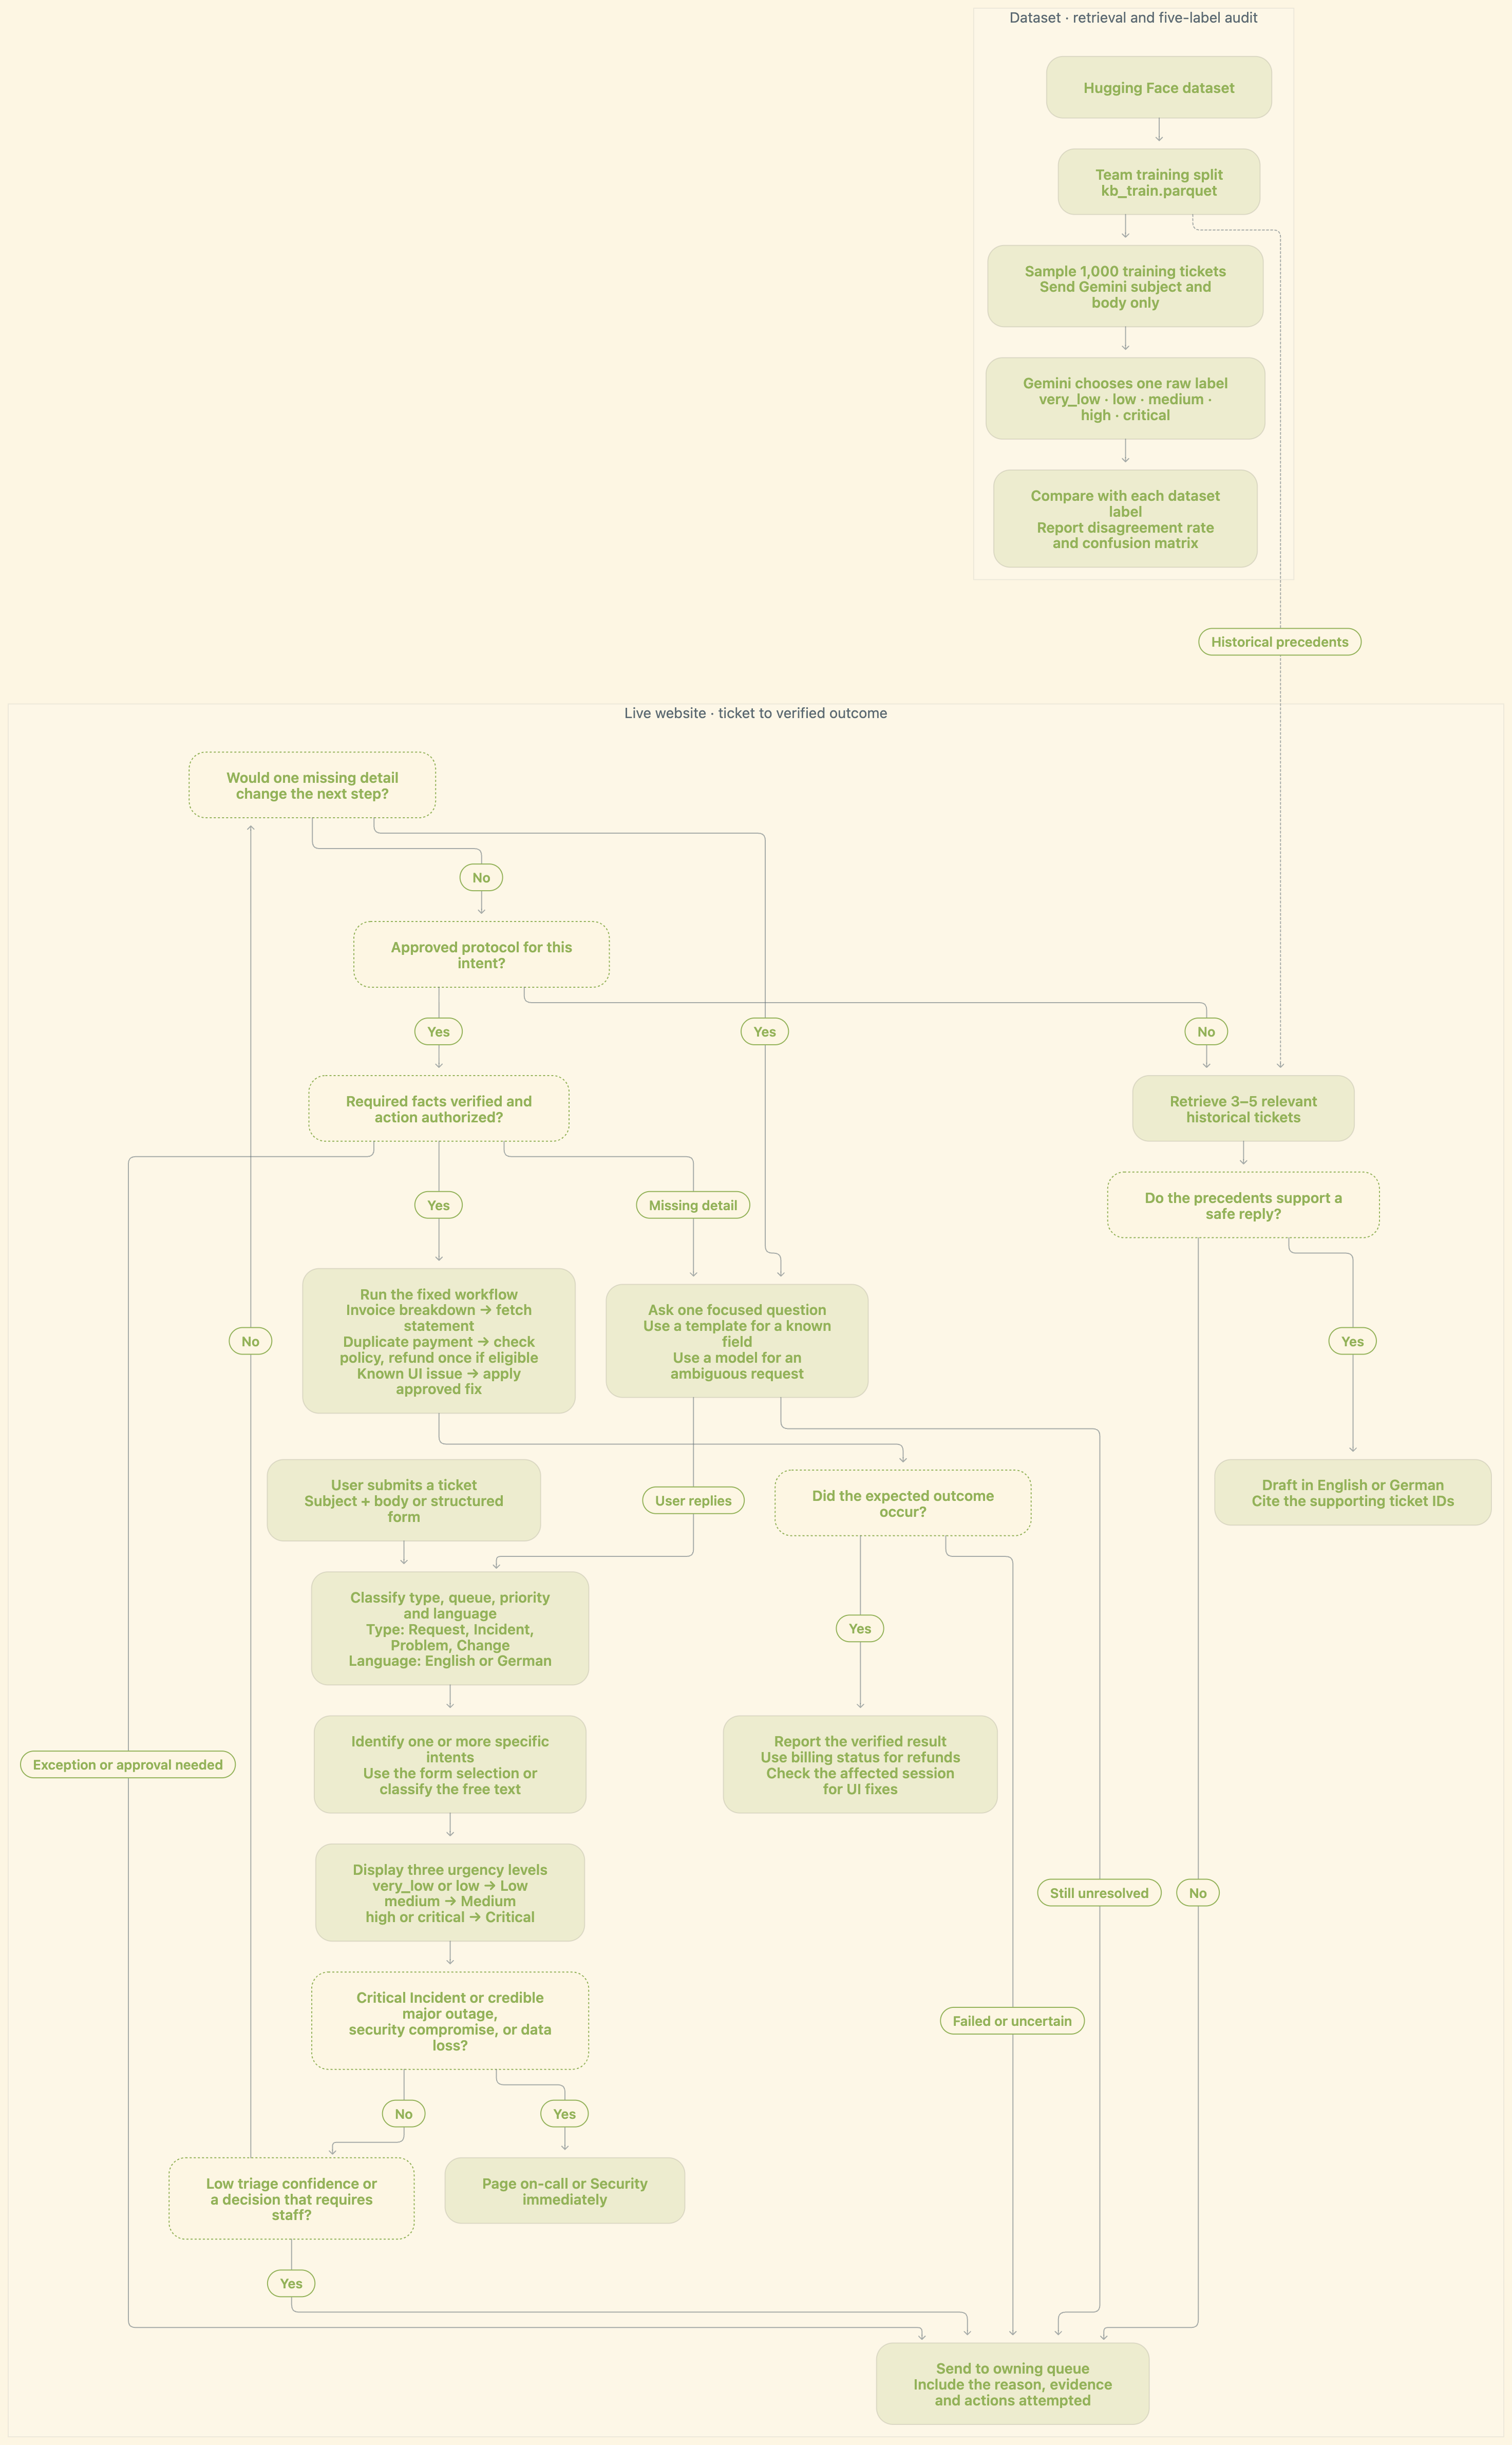 Dataset · retrieval and five-label audit
Hugging Face dataset
Team training split
kb_train.parquet
Sample 1,000 training tickets
Send Gemini subject and
body only
Gemini chooses one raw label
very_low · low · medium ·
high · critical
Compare with each dataset
label
Report disagreement rate
and confusion matrix
Historical precedents
Live website · ticket to verified outcome
Would one missing detail
change the next step?
No
Approved protocol for this
intent?
Yes
Yes
No
Required facts verified and
action authorized?
Retrieve 3–5 relevant
historical tickets
Yes
Missing detail
Do the precedents support a
safe reply?
Run the fixed workflow
Invoice breakdown → fetch
statement
Duplicate payment → check
policy, refund once if eligible
Known UI issue → apply
approved fix
Ask one focused question
Use a template for a known
field
Use a model for an
ambiguous request
No
Yes
User submits a ticket
Subject + body or structured
form
User replies
Did the expected outcome
occur?
Draft in English or German
Cite the supporting ticket IDs
Classify type, queue, priority
and language
Type: Request, Incident,
Problem, Change
Language: English or German
Yes
Identify one or more specific
intents
Use the form selection or
classify the free text
Report the verified result
Use billing status for refunds
Check the affected session
for UI fixes
Exception or approval needed
Display three urgency levels
very_low or low → Low
medium → Medium
high or critical → Critical
Still unresolved
No
Critical Incident or credible
major outage,
security compromise, or data
loss?
Failed or uncertain
No
Yes
Low triage confidence or
a decision that requires
staff?
Page on-call or Security
immediately
Yes
Send to owning queue
Include the reason, evidence
and actions attempted